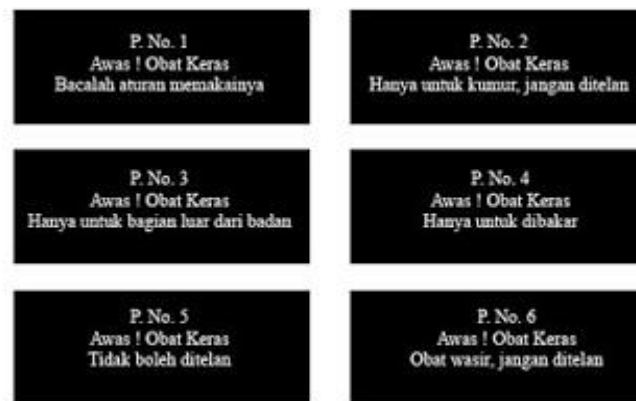 P. No. 1
Awas ! Obat Keras
Bacalah aturan memakainya
P. No. 2
Awas ! Obat Keras
Hanya untuk kumur, jangan ditelan
P. No. 3
Awas ! Obat Keras
Hanya untuk bagian luar dari badan
P. No. 4
Awas ! Obat Keras
Hanya untuk dibakar
P. No. 5
Awas ! Obat Keras
Tidak boleh ditelan
P. No. 6
Awas ! Obat Keras
Obat wasir, jangan ditelan